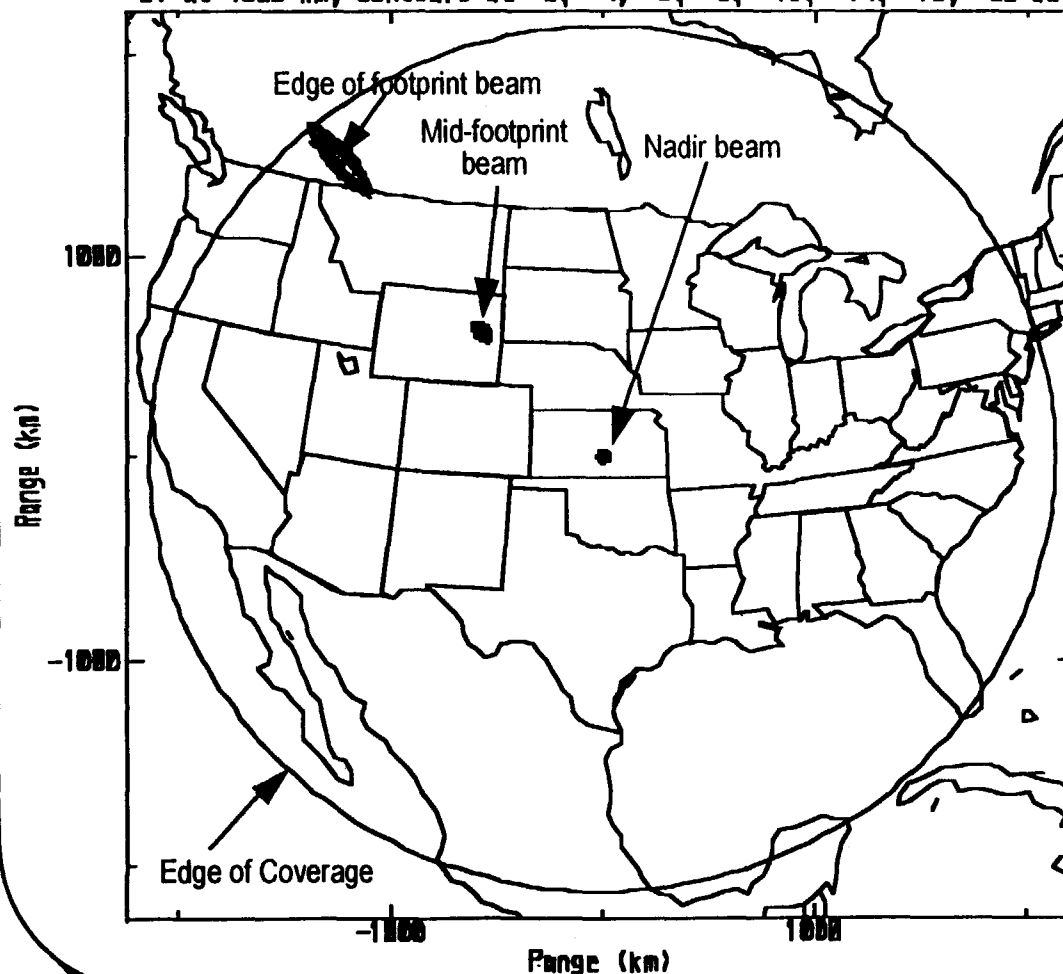 Edge of footprint beam
Mid-footprint
beam
Nadir beam
1000
Range (km)
-1000
Edge of Coverage
-1000
1000
Range (km)